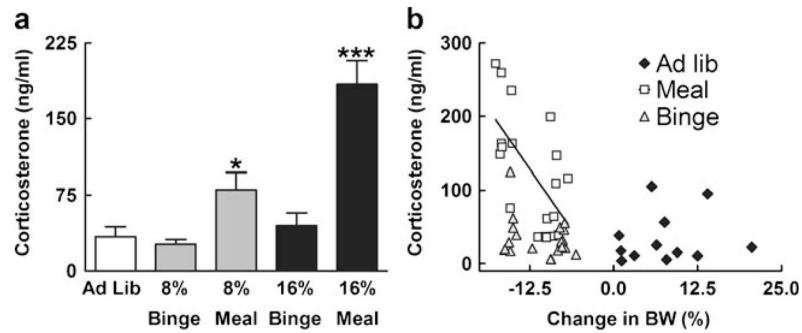 a
b
Corticosterone (ng/ml)
225
150
75
0
*
***
Ad Lib 8% 8% 16% 16%
Binge Meal Binge Meal
Corticosterone (ng/ml)
300
200
100
0
Ad lib
Meal
Binge
-12.5 0.0 12.5 25.0
Change in BW (%)